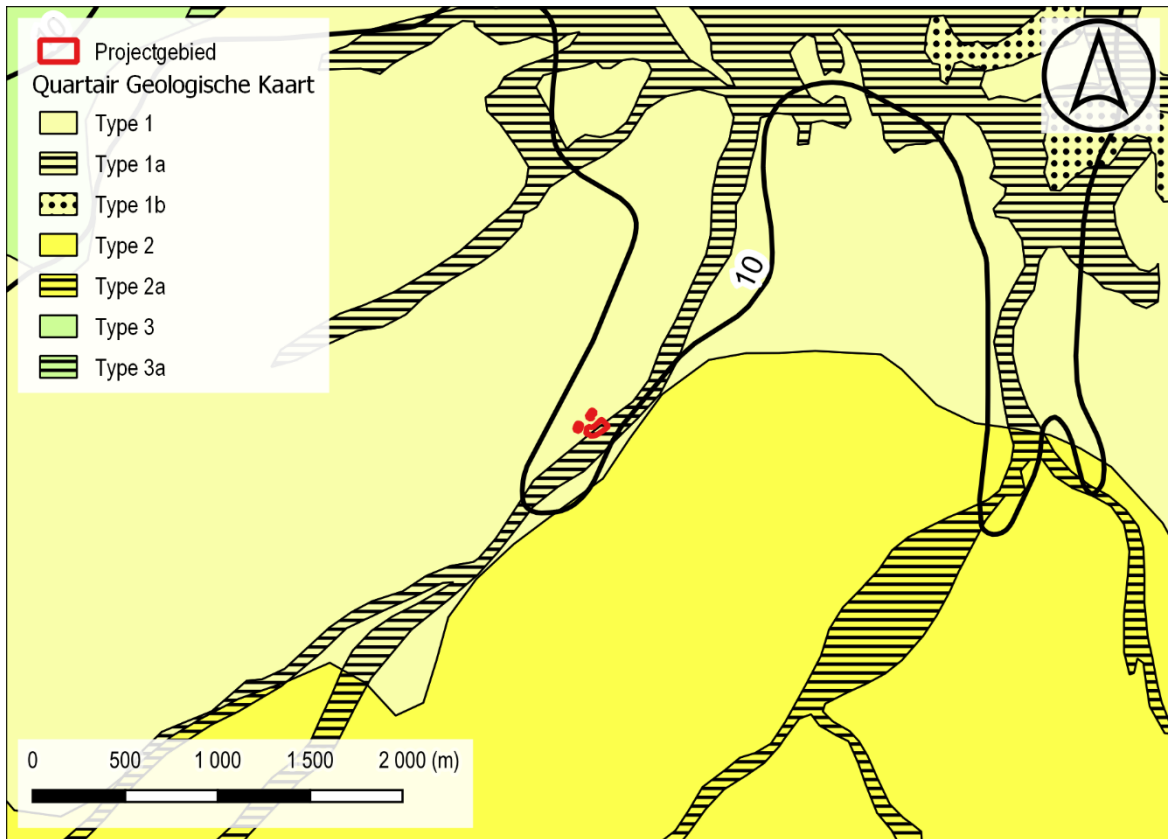 10
Projectgebied
Quartair Geologische Kaart
Type 1
Type 1a
Type 1b
Type 2
Type 2a
Type 3
Type 3a
10
0 500 1 000 1 500 2 000 (m)